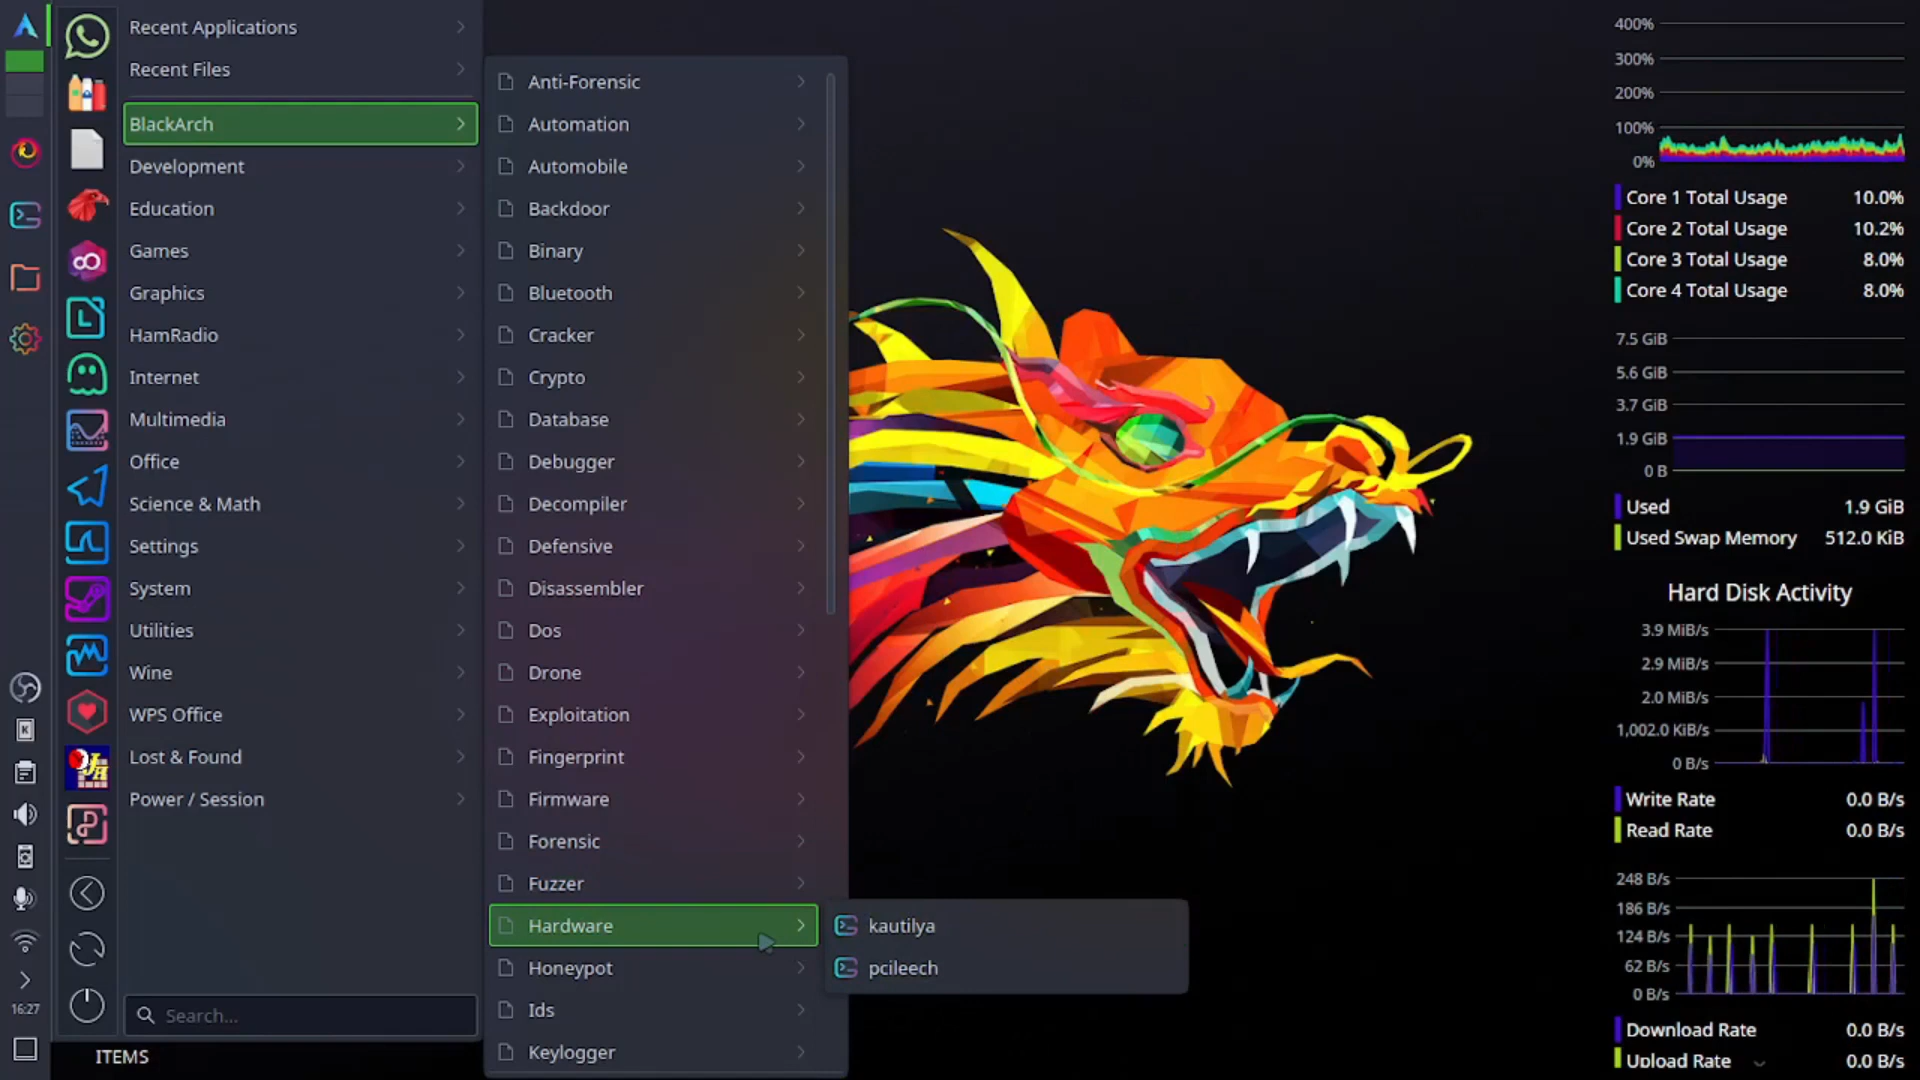 Recent Applications
Recent Files
BlackArch
Development
Education
Games
Graphics
HamRadio
Internet
Multimedia
Office
Science & Math
Settings
System
Utilities
Wine
WPS Office
Lost & Found
Power / Session
Search...
ITEMS
16:27
Anti-Forensic
Automation
Automobile
Backdoor
Binary
Bluetooth
Cracker
Crypto
Database
Debugger
Decompiler
Defensive
Disassembler
Dos
Drone
Exploitation
Fingerprint
Firmware
Forensic
Fuzzer
Hardware
Honeypot
Ids
Keylogger
kautilya
pcileech
400%
300%
200%
100%
0%
Core 1 Total Usage 10.0%
Core 2 Total Usage 10.2%
Core 3 Total Usage 8.0%
Core 4 Total Usage 8.0%
7.5 GiB
5.6 GiB
3.7 GiB
1.9 GiB
0 B
Used 1.9 GiB
Used Swap Memory 512.0 KiB
Hard Disk Activity
3.9 MiB/s
2.9 MiB/s
2.0 MiB/s
1,002.0 KiB/s
0 B/s
Write Rate 0.0 B/s
Read Rate 0.0 B/s
248 B/s
186 B/s
124 B/s
62 B/s
0 B/s
Download Rate 0.0 B/s
Upload Rate 0.0 B/s